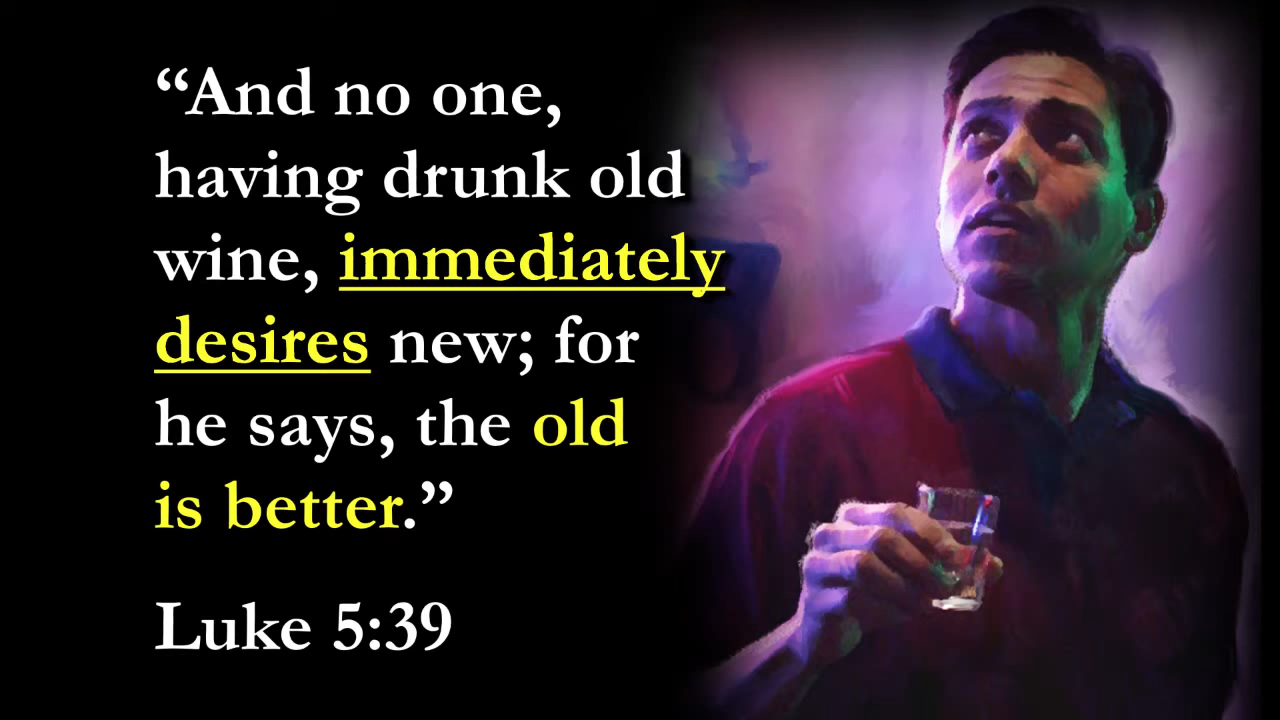 “And no one,
having drunk old
wine, immediately
desires new; for
he says, the old
is better.”
Luke 5:39